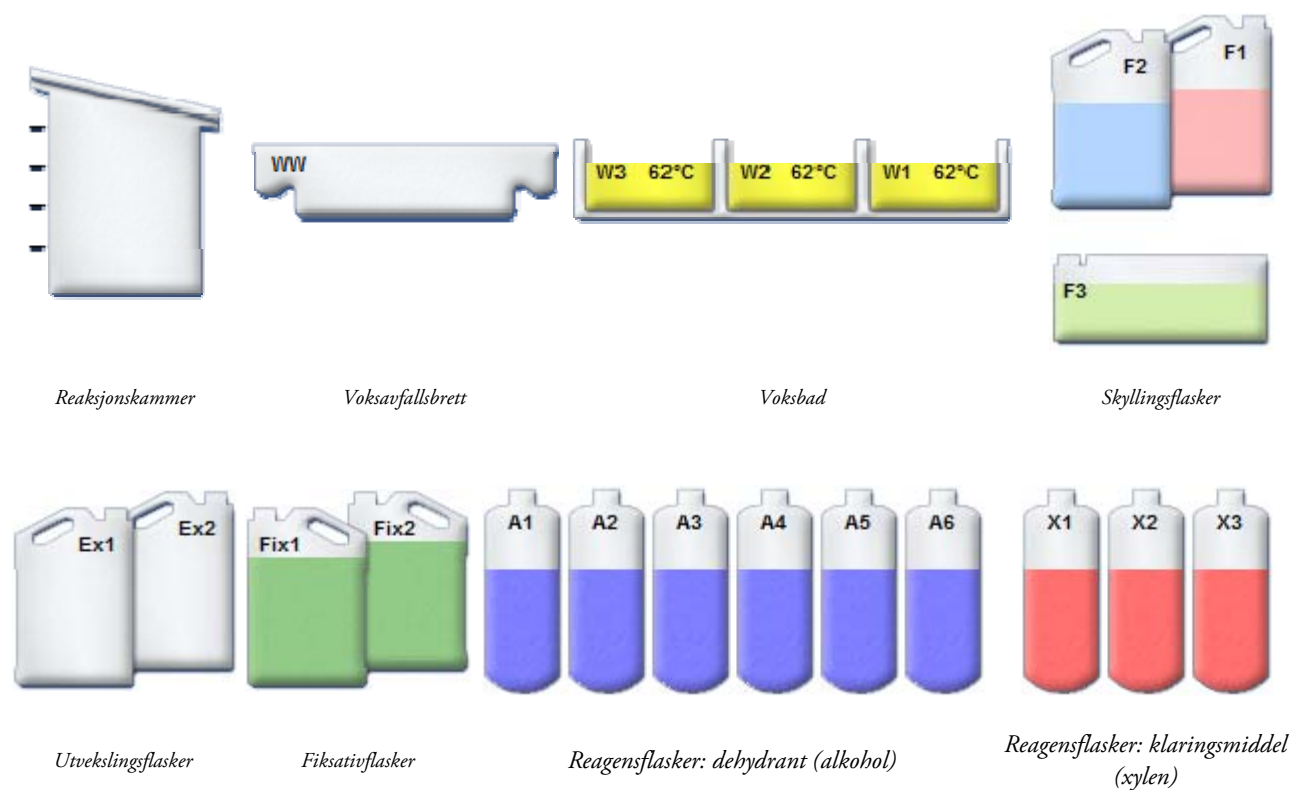 F2
F1
WW
W3 62°C
W2 62°C
W1 62°C
F3
Reaksjonskammer
Voksavfallsbrett
Voksbad
Skyllingsflasker
Ex1
Ex2
Fix1
Fix2
A1
A2
A3
A4
A5
A6
X1
X2
X3
Utvekslingsflasker
Fiksativflasker
Reagensflasker: dehydrant (alkohol)
Reagensflasker: klaringsmiddel
(xylen)